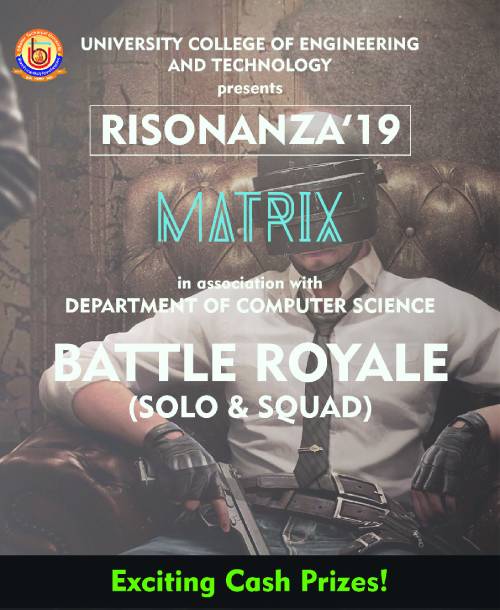 UNIVERSITY COLLEGE OF ENGINEERING
AND TECHNOLOGY
presents
RISONANZA‘19
MATRIX
in association with
DEPARTMENT OF COMPUTER SCIENCE
BATTLE ROYALE
(SOLO & SQUAD)
Exciting Cash Prizes!